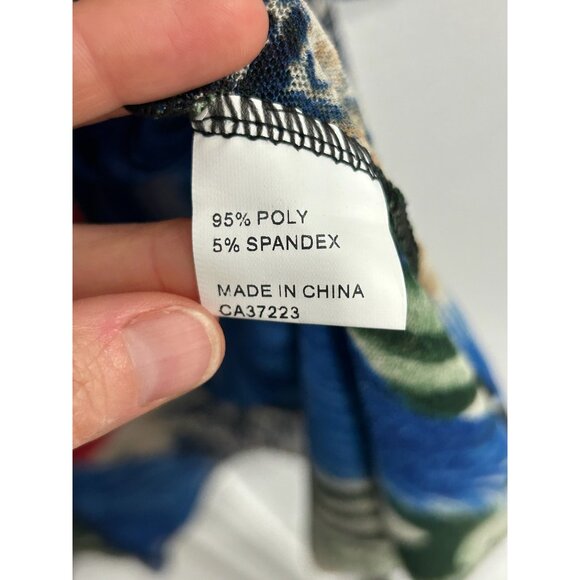 95% POLY
5% SPANDEX
MADE IN CHINA
CA37223